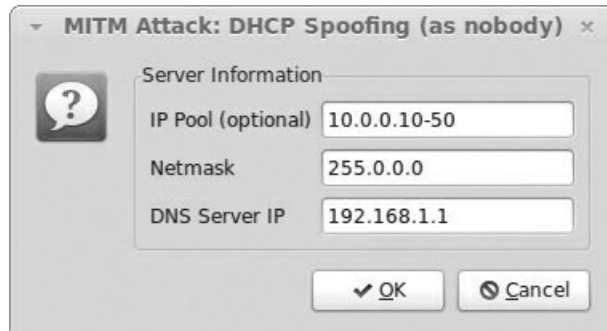 MITM Attack: DHCP Spoofing (as nobody)
Server Information
IP Pool (optional) 10.0.0.10-50
Netmask 255.0.0.0
DNS Server IP 192.168.1.1
OK Cancel